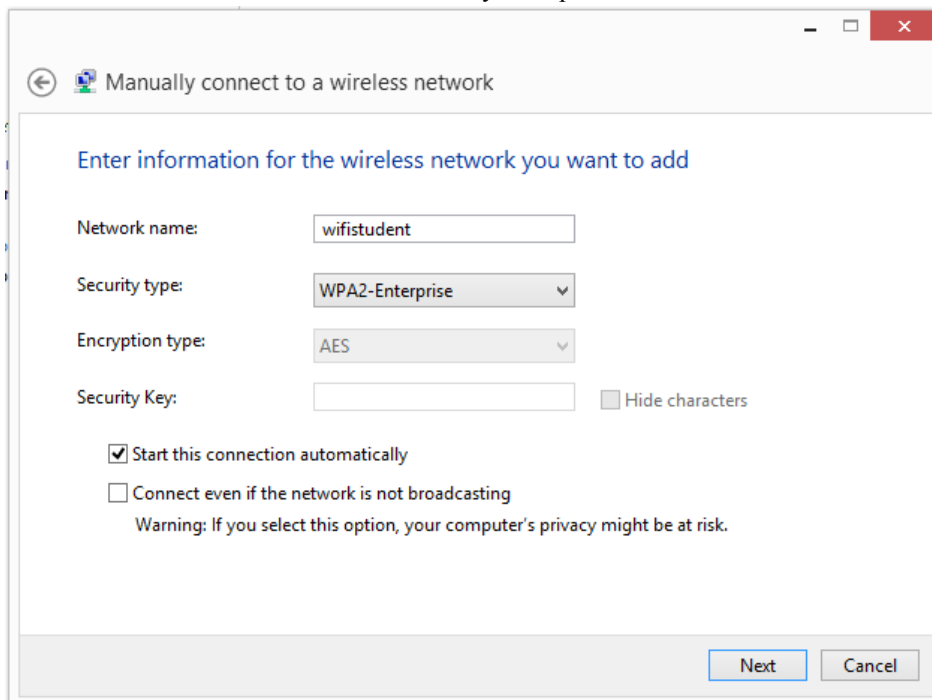 Manually connect to a wireless network
Enter information for the wireless network you want to add
Network name: wifistudent
Security type: WPA2-Enterprise
Encryption type: AES
Security Key: Hide characters
Start this connection automatically
Connect even if the network is not broadcasting
Warning: If you select this option, your computer's privacy might be at risk.
Next Cancel